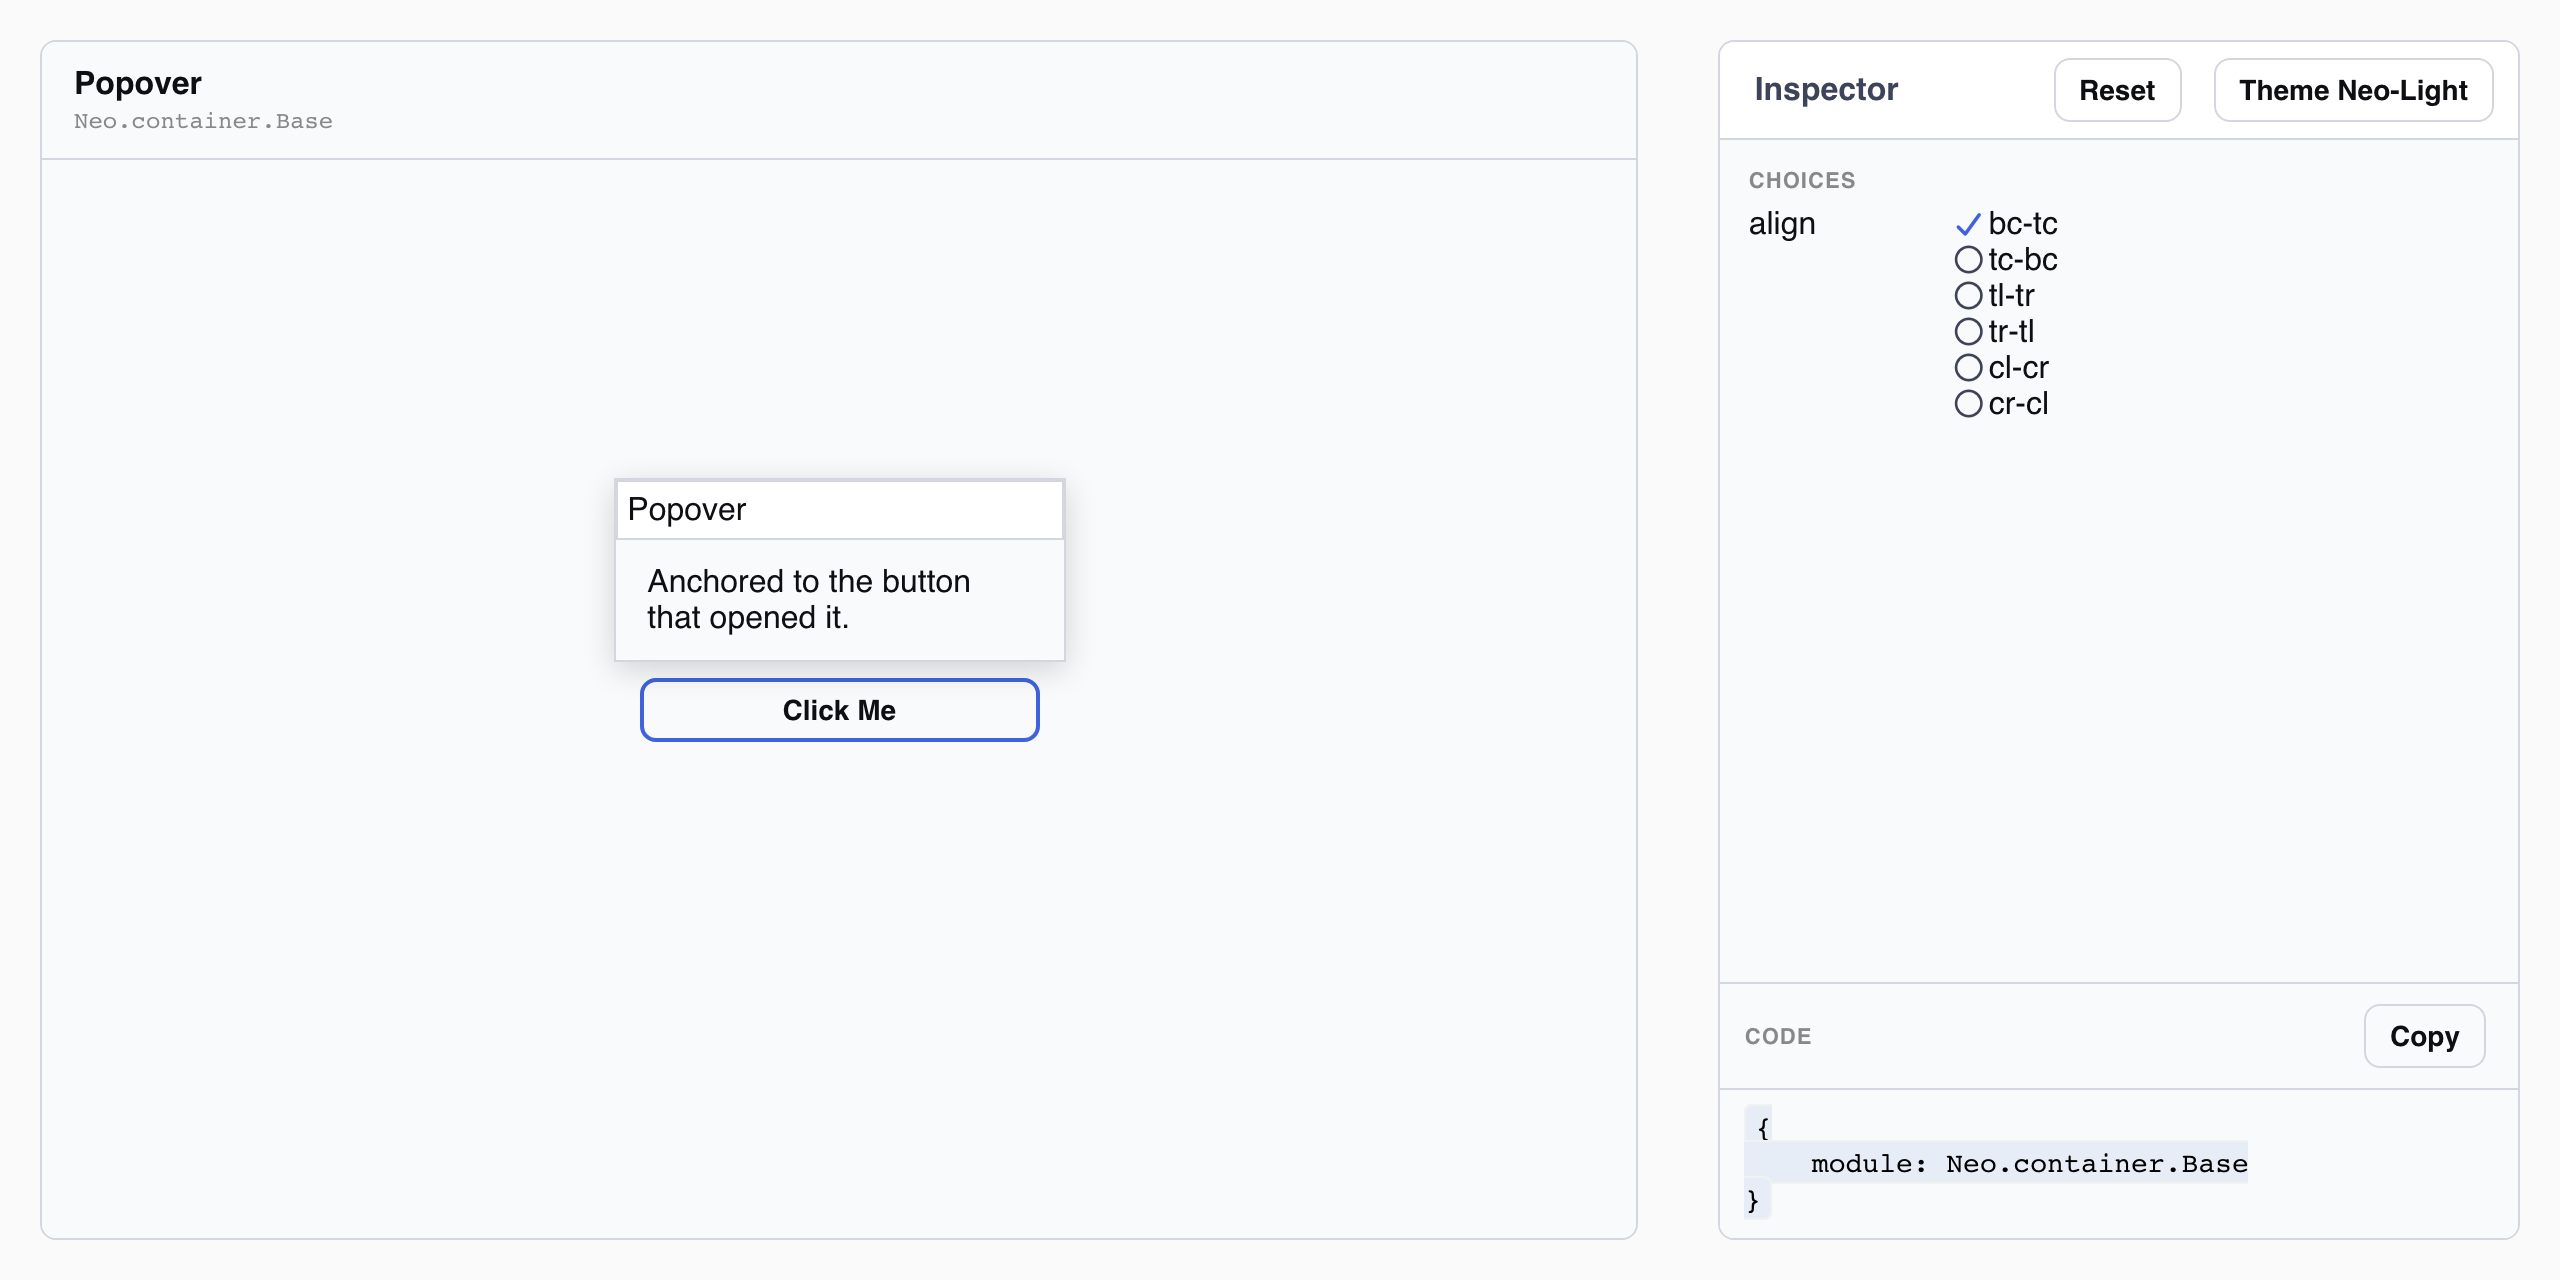 Popover
Neo.container.Base
Popover
Anchored to the button
that opened it.
Click Me
Inspector
Reset
Theme Neo-Light
CHOICES
align
bc-tc
tc-bc
tl-tr
tr-tl
cl-cr
cr-cl
CODE
Copy
{
    module: Neo.container.Base
}